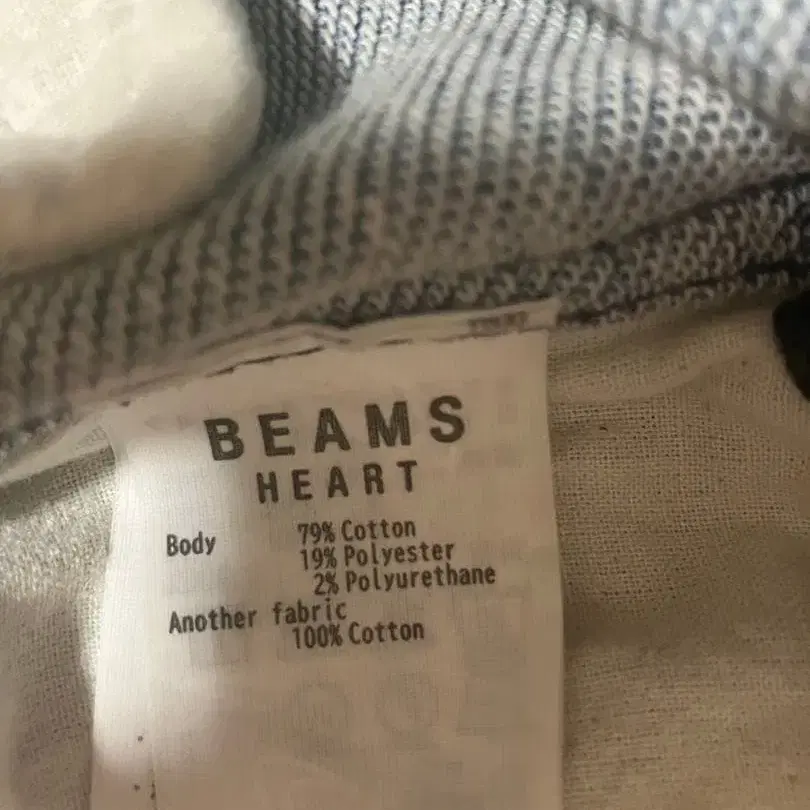 BEAMS
HEART
Body 79% Cotton
19% Polyester
2% Polyurethane
Another fabric
100% Cotton